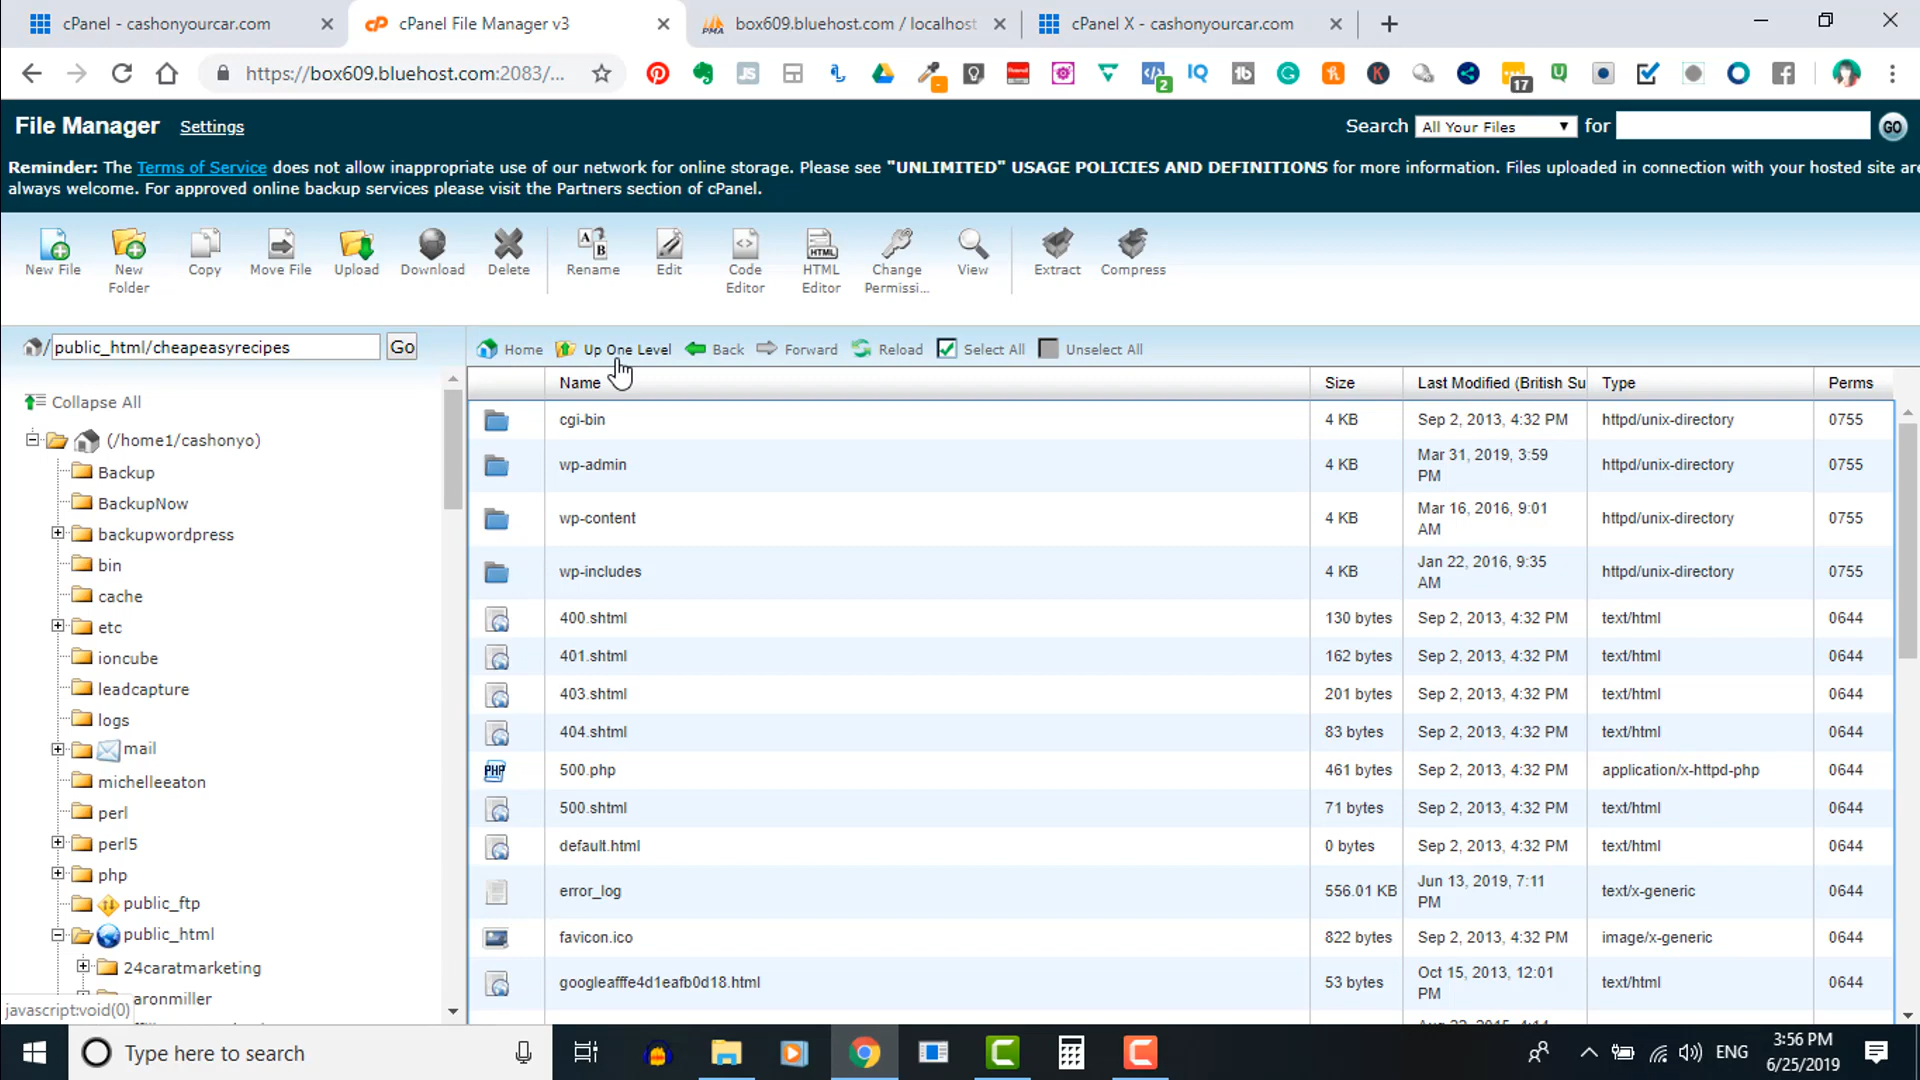 cPanel - cashonyourcar.com
cPanel File Manager v3
box609.bluehost.com / localhost
cPanel X - cashonyourcar.com
https://box609.bluehost.com:2083/...
File Manager Settings
Search All Your Files for GO
Reminder: The Terms of Service does not allow inappropriate use of our network for online storage. Please see "UNLIMITED" USAGE POLICIES AND DEFINITIONS for more information. Files uploaded in connection with your hosted site are
always welcome. For approved online backup services please visit the Partners section of cPanel.
New File
New Folder
Copy
Move File
Upload
Download
Delete
Rename
Edit
Code Editor
HTML Editor
Change Permissi...
View
Extract
Compress
/ public_html/cheapeasyrecipes Go
Home Up One Level Back Forward Reload Select All Unselect All
Collapse All
(/home1/cashonyo)
Backup
BackupNow
backupwordpress
bin
cache
etc
ioncube
leadcapture
logs
mail
michelleeaton
perl
perl5
php
public_ftp
public_html
24caratmarketing
aronmiller
javascript:void(0)
Name Size Last Modified (British Su Type Perms
cgi-bin 4 KB Sep 2, 2013, 4:32 PM httpd/unix-directory 0755
wp-admin 4 KB Mar 31, 2019, 3:59 PM httpd/unix-directory 0755
wp-content 4 KB Mar 16, 2016, 9:01 AM httpd/unix-directory 0755
wp-includes 4 KB Jan 22, 2016, 9:35 AM httpd/unix-directory 0755
400.shtml 130 bytes Sep 2, 2013, 4:32 PM text/html 0644
401.shtml 162 bytes Sep 2, 2013, 4:32 PM text/html 0644
403.shtml 201 bytes Sep 2, 2013, 4:32 PM text/html 0644
404.shtml 83 bytes Sep 2, 2013, 4:32 PM text/html 0644
500.php 461 bytes Sep 2, 2013, 4:32 PM application/x-httpd-php 0644
500.shtml 71 bytes Sep 2, 2013, 4:32 PM text/html 0644
default.html 0 bytes Sep 2, 2013, 4:32 PM text/html 0644
error_log 556.01 KB Jun 13, 2019, 7:11 PM text/x-generic 0644
favicon.ico 822 bytes Sep 2, 2013, 4:32 PM image/x-generic 0644
googleafffe4d1eafb0d18.html 53 bytes Oct 15, 2013, 12:01 PM text/html 0644
Type here to search
ENG
3:56 PM
6/25/2019